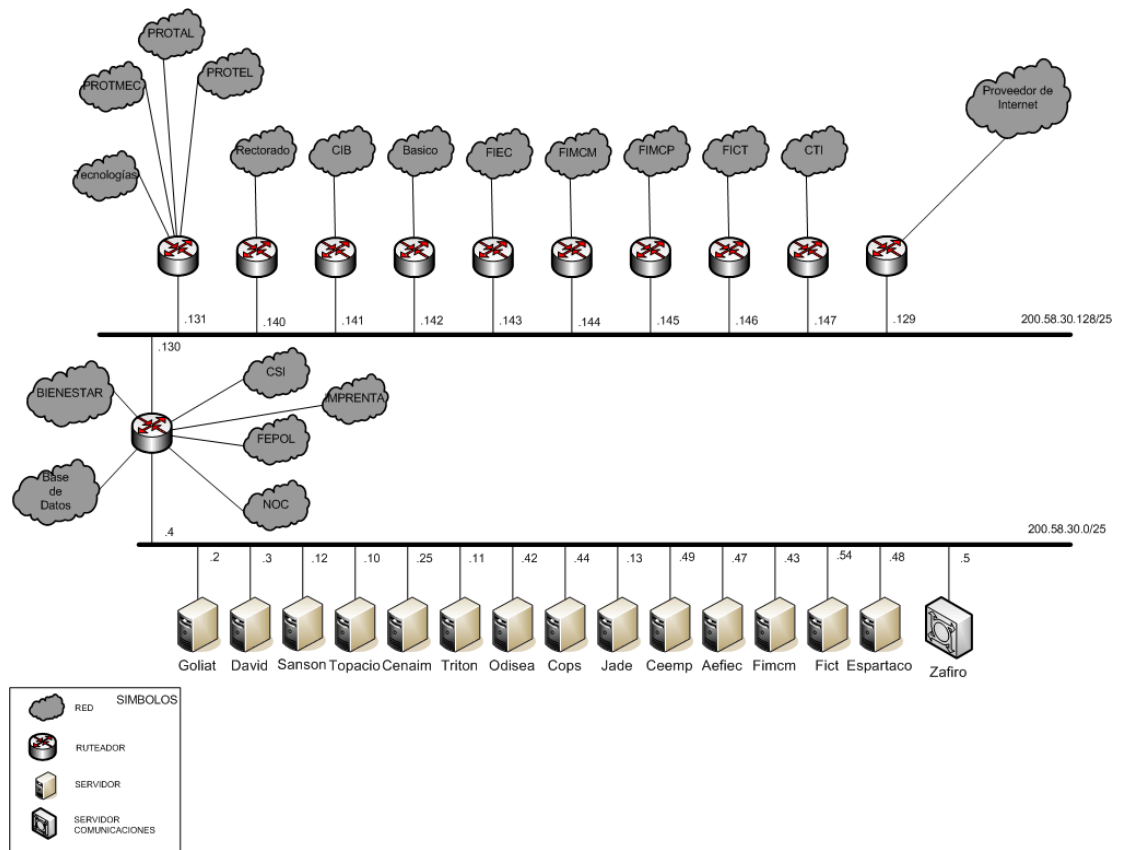 PROTAL
PROTMEC
PROTEL
Tecnologías
Rectorado
CIB
Basico
FIEC
FIMCM
FIMCP
FICT
CTI
Proveedor de
Internet
.131
.140
.141
.142
.143
.144
.145
.146
.147
.129
200.58.30.128/25
.130
BIENESTAR
CSI
IMPRENTA
FEPOL
Base
de
Datos
NOC
.4
200.58.30.0/25
.2
.3
.12
.10
.25
.11
.42
.44
.13
.49
.47
.43
.54
.48
.5
Goliat
David
Sanson
Topacio
Cenaim
Triton
Odisea
Cops
Jade
Ceemp
Aefiec
Fimcm
Fict
Espartaco
Zafiro
SIMBOLOS
RED
RUTEADOR
SERVIDOR
SERVIDOR
COMUNICACIONES